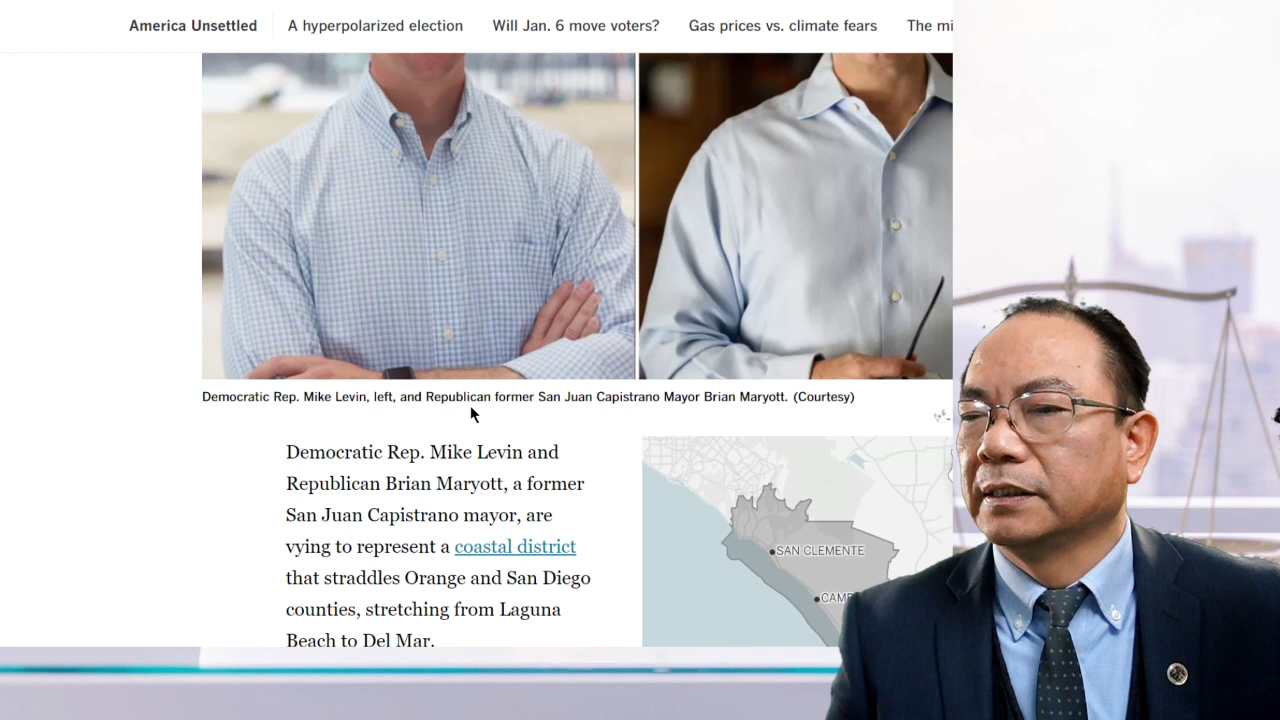 America Unsettled
A hyperpolarized election
Will Jan. 6 move voters?
Gas prices vs. climate fears
The
Democratic Rep. Mike Levin, left, and Republican former San Juan Capistrano Mayor Brian Maryott. (Courtesy)
Democratic Rep. Mike Levin and
Republican Brian Maryott, a former
San Juan Capistrano mayor, are
vying to represent a coastal district
that straddles Orange and San Diego
counties, stretching from Laguna
Beach to Del Mar.
SAN CLEMENTE